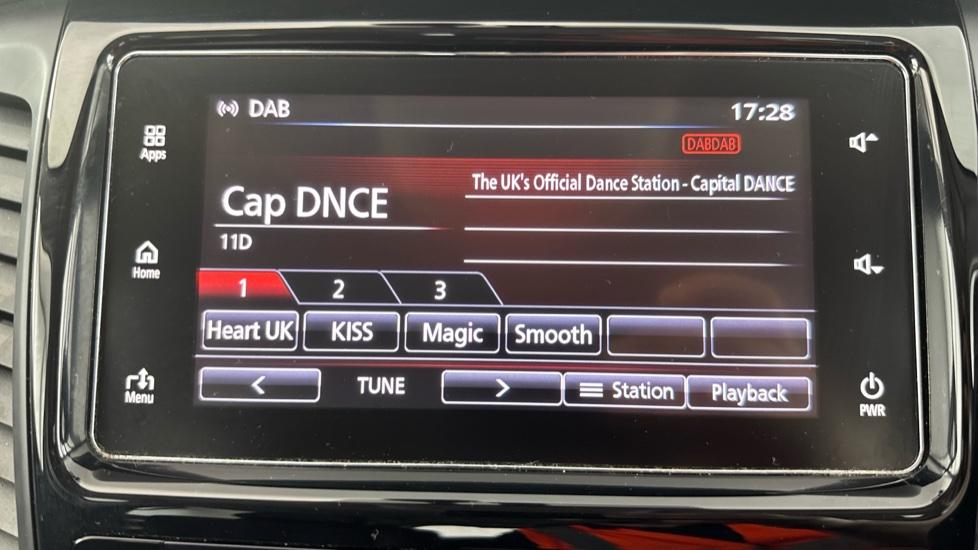 DAB 17:28
DABDAB
Apps
The UK's Official Dance Station - Capital DANCE
Cap DNCE
11D
Home
1 2 3
Heart UK KISS Magic Smooth
Menu
< TUNE > Station Playback
PWR